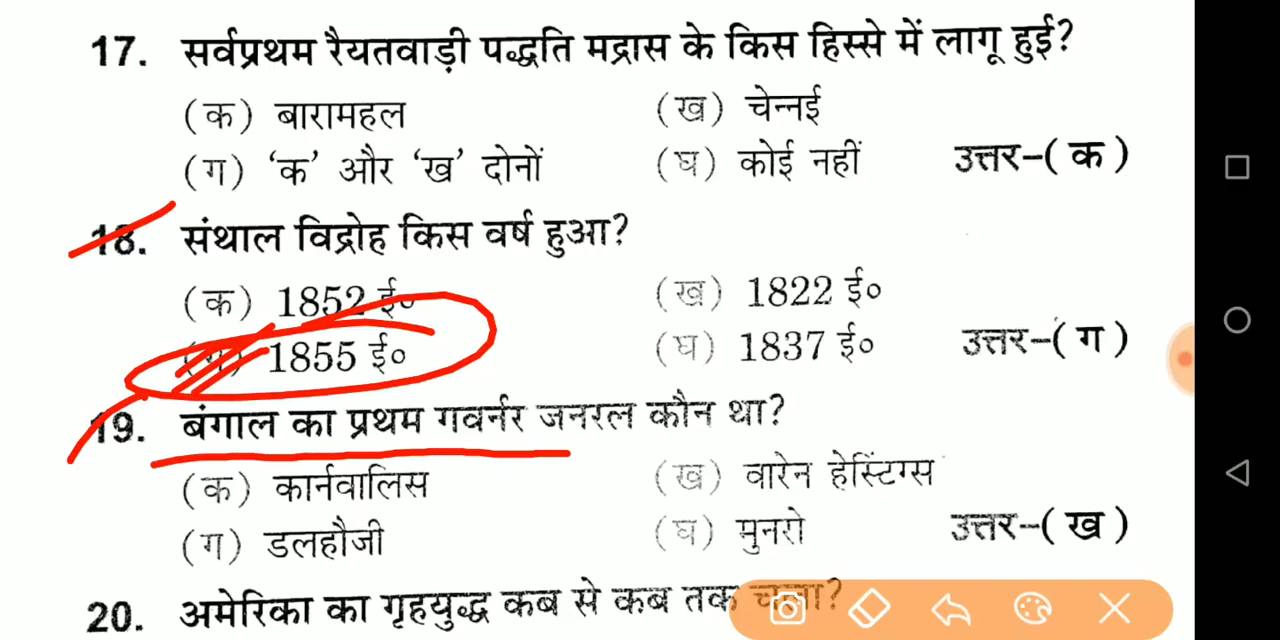 17. सर्वप्रथम रैयतवाड़ी पद्धति मद्रास के किस हिस्से में लागू हुई?
(क) बारामहल (ख) चेन्नई
(ग) 'क' और 'ख' दोनों (घ) कोई नहीं उत्तर–(क)
18. संथाल विद्रोह किस वर्ष हुआ?
(क) 1852 ई० (ख) 1822 ई०
(ग) 1855 ई० (घ) 1837 ई० उत्तर–(ग)
19. बंगाल का प्रथम गवर्नर जनरल कौन था?
(क) कार्नवालिस (ख) वारेन हेस्टिंग्स
(ग) डलहौजी (घ) मुनरो उत्तर–(ख)
20. अमेरिका का गृहयुद्ध कब से कब तक चला?